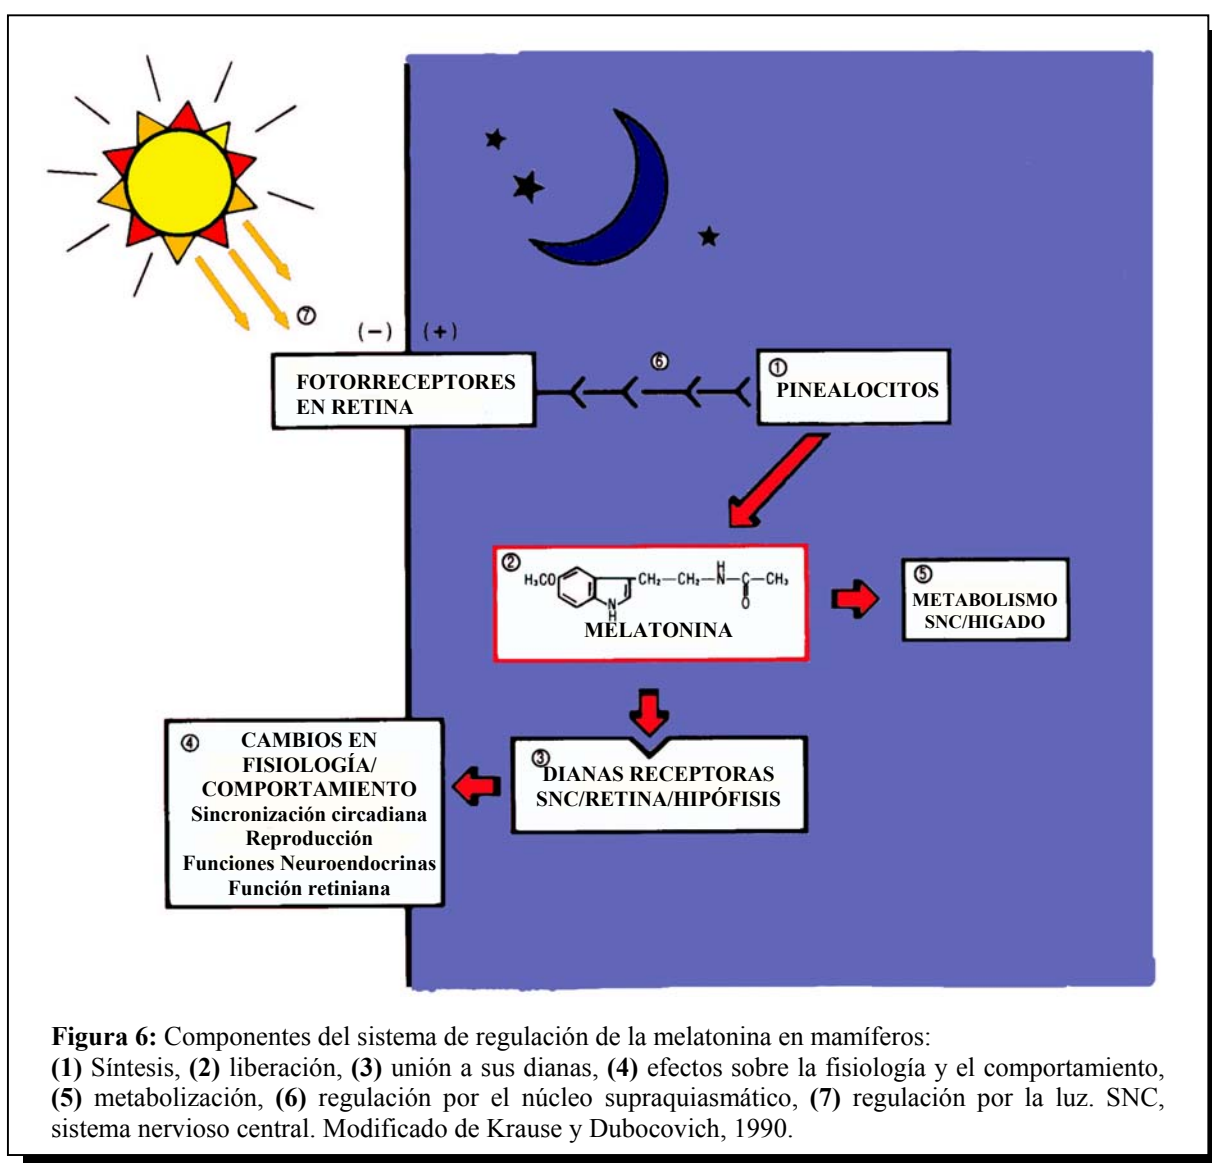 ⑦
(−) (+)
FOTORRECEPTORES
EN RETINA
⑥
①
PINEALOCITOS
②
H₃CO
CH₂—CH₂—N—C—CH₃
H
O
N
H
MELATONINA
⑤
METABOLISMO
SNC/HIGADO
③
DIANAS RECEPTORAS
SNC/RETINA/HIPÓFISIS
④
CAMBIOS EN
FISIOLOGÍA/
COMPORTAMIENTO
Sincronización circadiana
Reproducción
Funciones Neuroendocrinas
Función retiniana
Figura 6: Componentes del sistema de regulación de la melatonina en mamíferos:
(1) Síntesis, (2) liberación, (3) unión a sus dianas, (4) efectos sobre la fisiología y el comportamiento,
(5) metabolización, (6) regulación por el núcleo supraquiasmático, (7) regulación por la luz. SNC,
sistema nervioso central. Modificado de Krause y Dubocovich, 1990.